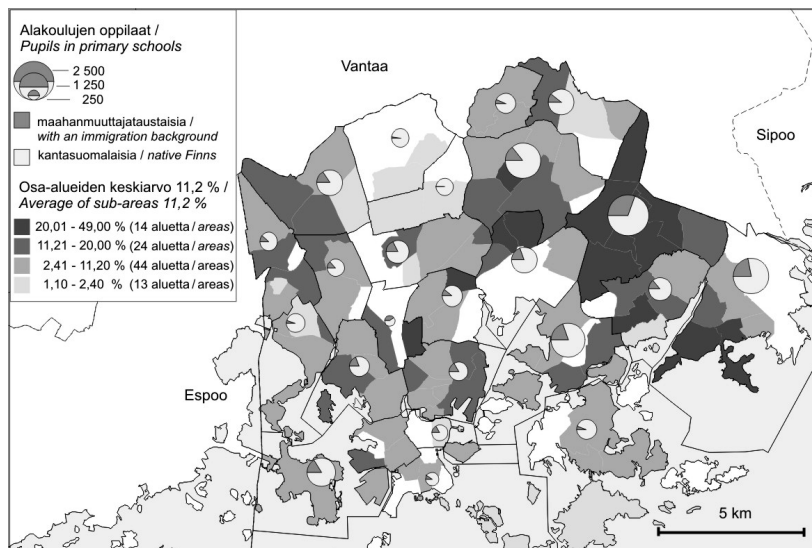 Alakoulujen oppilaat /
Pupils in primary schools
2 500
1 250
250
maahanmuuttajataustaisia /
with an immigration background
kantasuomalaisia / native Finns
Osa-alueiden keskiarvo 11,2 % /
Average of sub-areas 11,2 %
20,01 - 49,00 % (14 aluetta / areas)
11,21 - 20,00 % (24 aluetta / areas)
2,41 - 11,20 % (44 aluetta / areas)
1,10 - 2,40 % (13 aluetta / areas)
Vantaa
Sipoo
Espoo
5 km